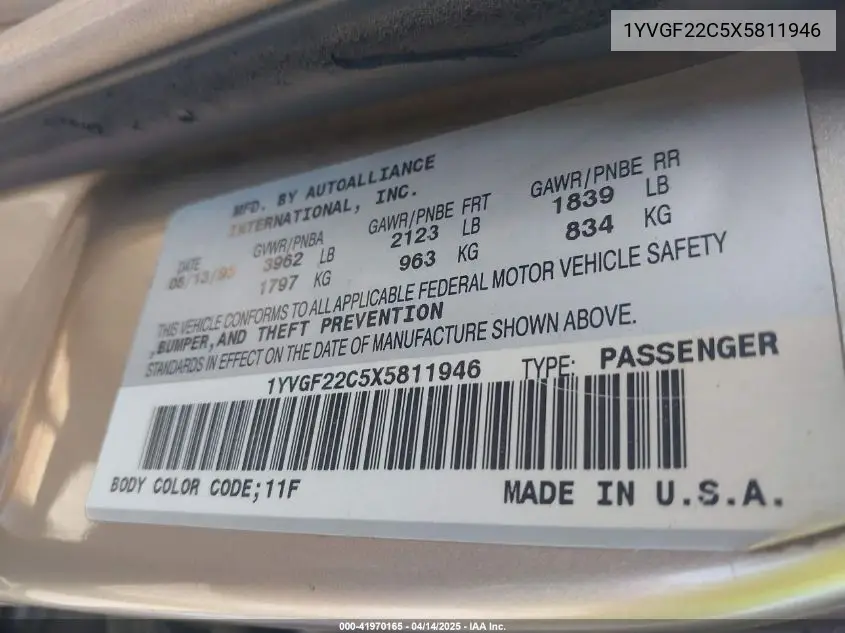 1YVGF22C5X5811946
MFD. BY AUTOALLIANCE
INTERNATIONAL, INC.
DATE GVWR/PNBA GAWR/PNBE FRT GAWR/PNBE RR
3962 LB 2123 LB 1839 LB
1797 KG 963 KG 834 KG
THIS VEHICLE CONFORMS TO ALL APPLICABLE FEDERAL MOTOR VEHICLE SAFETY
,BUMPER,AND THEFT PREVENTION
STANDARDS IN EFFECT ON THE DATE OF MANUFACTURE SHOWN ABOVE.
1YVGF22C5X5811946 TYPE: PASSENGER
BODY COLOR CODE;11F MADE IN U.S.A.
000-41970165 - 04/14/2025 - IAA Inc.